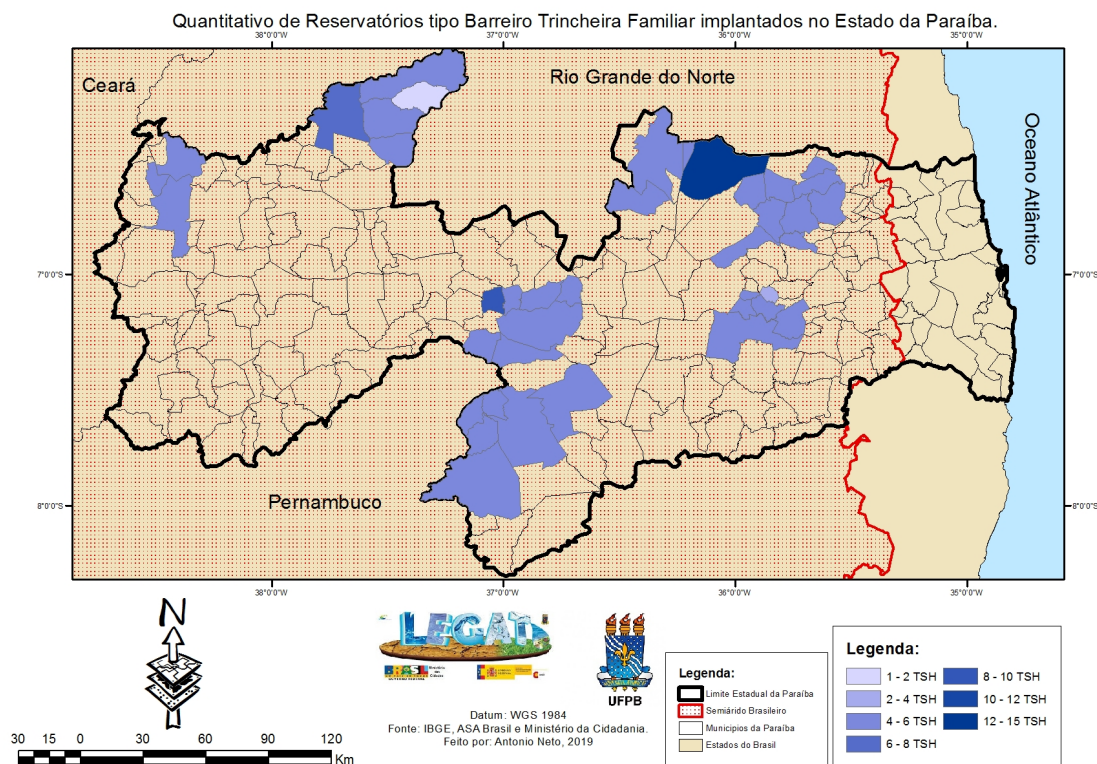 Quantitativo de Reservatórios tipo Barreiro Trincheira Familiar implantados no Estado da Paraíba.
38°0'0"S 37°0'0"S 36°0'0"S 35°0'0"S
Ceará
Rio Grande do Norte
Oceano Atlântico
7°0'0"S 7°0'0"S
Pernambuco
8°0'0"S 8°0'0"S
38°0'0"S 37°0'0"S 36°0'0"S 35°0'0"S
N
LEGAT
UFPB
Datum: WGS 1984
Fonte: IBGE, ASA Brasil e Ministério da Cidadania.
Feito por: Antonio Neto, 2019
30 15 0 30 60 90 120
Km
Legenda:
Limite Estadual da Paraíba
Semiárido Brasileiro
Municipios da Paraíba
Estados do Brasil
Legenda:
1 - 2 TSH
2 - 4 TSH
4 - 6 TSH
6 - 8 TSH
8 - 10 TSH
10 - 12 TSH
12 - 15 TSH